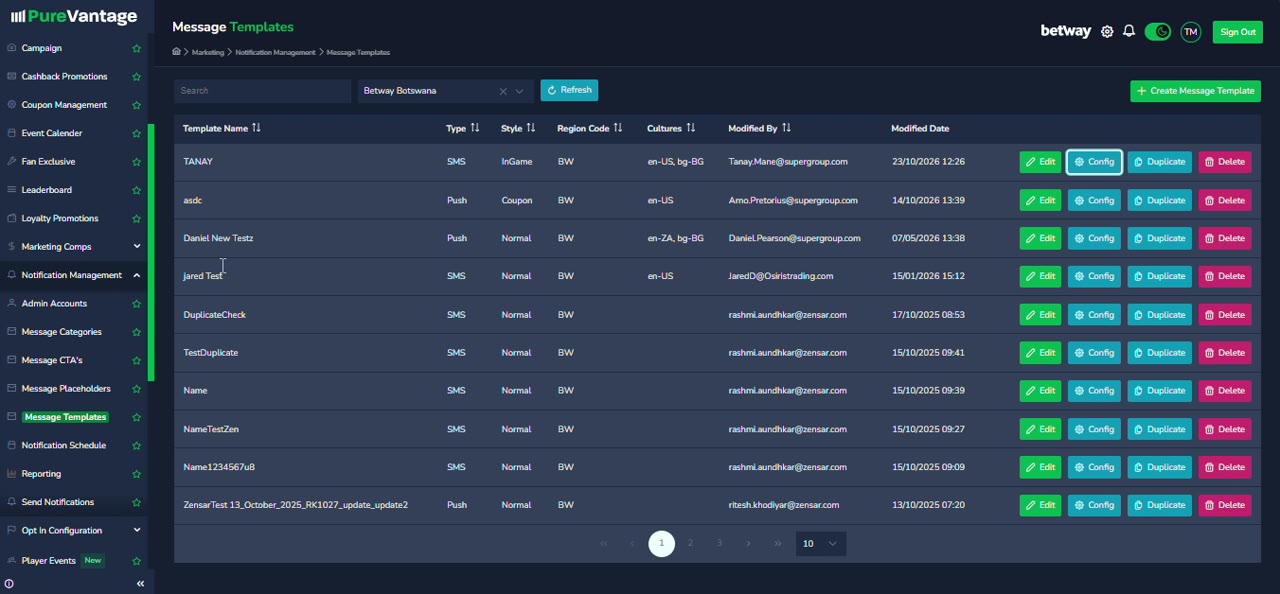 PureVantage
Message Templates
betway
TM
Sign Out
Marketing
Notification Management
Message Templates
Campaign
Cashback Promotions
Coupon Management
Event Calender
Fan Exclusive
Leaderboard
Loyalty Promotions
Marketing Comps
Notification Management
Admin Accounts
Message Categories
Message CTA's
Message Placeholders
Message Templates
Notification Schedule
Reporting
Send Notifications
Opt In Configuration
Player Events New
Search
Betway Botswana
Refresh
Create Message Template
Template Name Type Style Region Code Cultures Modified By Modified Date
TANAY SMS InGame BW en-US, bg-BG Tanay.Mane@supergroup.com 23/10/2026 12:26 Edit Config Duplicate Delete
asdc Push Coupon BW en-US Arno.Pretorius@supergroup.com 14/10/2026 13:39 Edit Config Duplicate Delete
Daniel New Testz Push Normal BW en-ZA, bg-BG Daniel.Pearson@supergroup.com 07/05/2026 13:38 Edit Config Duplicate Delete
jared Test SMS Normal BW en-US JaredD@Osiristrading.com 15/01/2026 15:12 Edit Config Duplicate Delete
DuplicateCheck SMS Normal BW rashmi.aundhkar@zensar.com 17/10/2025 08:53 Edit Config Duplicate Delete
TestDuplicate SMS Normal BW rashmi.aundhkar@zensar.com 15/10/2025 09:41 Edit Config Duplicate Delete
Name SMS Normal BW rashmi.aundhkar@zensar.com 15/10/2025 09:39 Edit Config Duplicate Delete
NameTestZen SMS Normal BW rashmi.aundhkar@zensar.com 15/10/2025 09:27 Edit Config Duplicate Delete
Name1234567u8 SMS Normal BW rashmi.aundhkar@zensar.com 15/10/2025 09:09 Edit Config Duplicate Delete
ZensarTest 13_October_2025_RK1027_update_update2 Push Normal BW ritesh.khodiyar@zensar.com 13/10/2025 07:20 Edit Config Duplicate Delete
« ‹ 1 2 3 › » 10